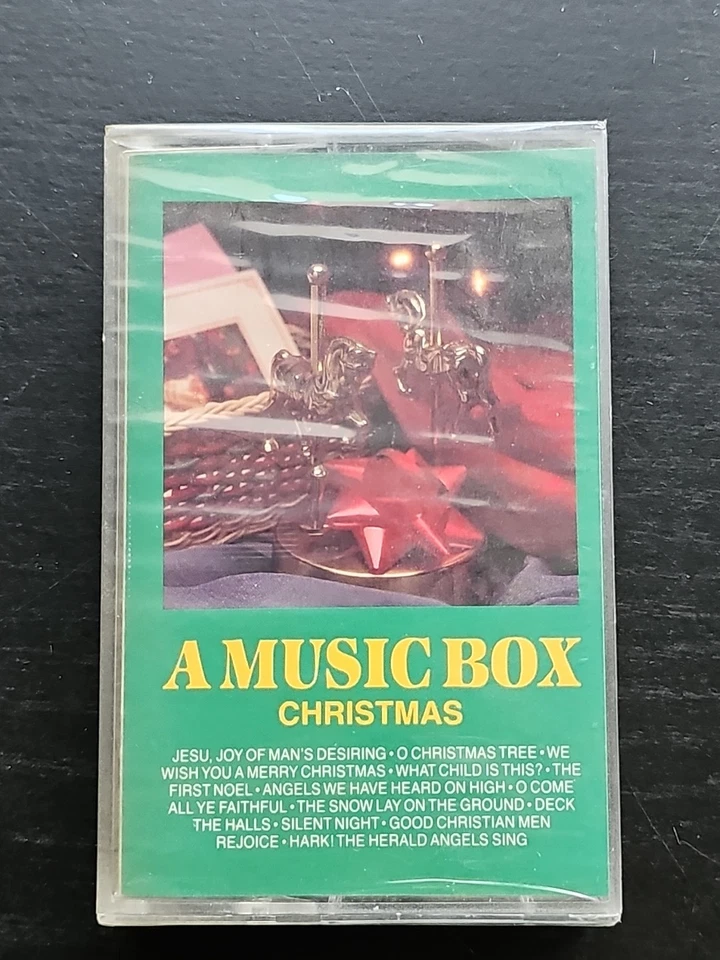 A MUSIC BOX
CHRISTMAS
JESU, JOY OF MAN'S DESIRING • O CHRISTMAS TREE • WE
WISH YOU A MERRY CHRISTMAS • WHAT CHILD IS THIS? • THE
FIRST NOEL • ANGELS WE HAVE HEARD ON HIGH • O COME
ALL YE FAITHFUL • THE SNOW LAY ON THE GROUND • DECK
THE HALLS • SILENT NIGHT • GOOD CHRISTIAN MEN
REJOICE • HARK! THE HERALD ANGELS SING